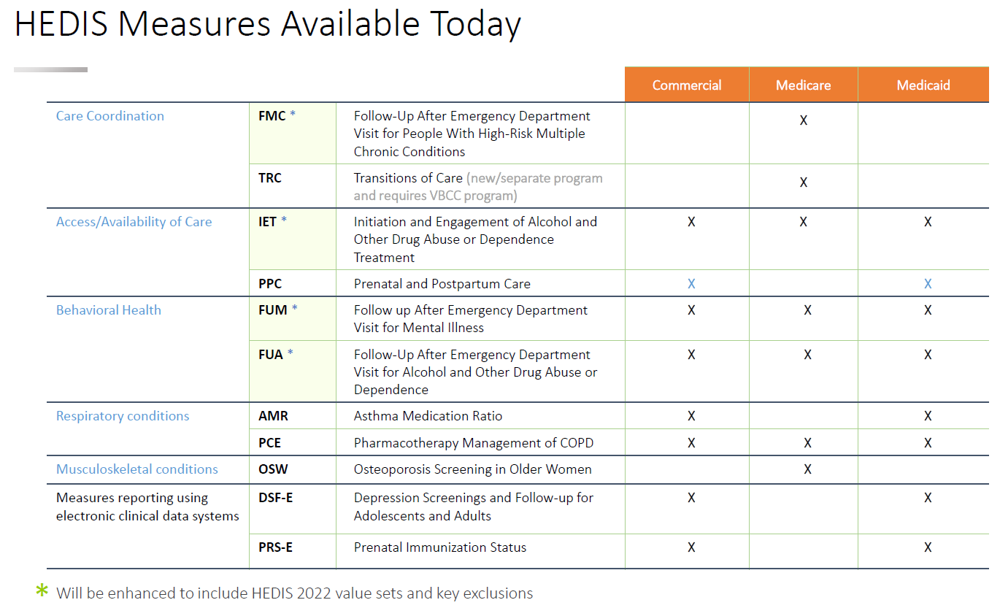 HEDIS Measures Available Today
Commercial Medicare Medicaid
Care Coordination FMC * Follow-Up After Emergency Department
Visit for People With High-Risk Multiple X
Chronic Conditions
TRC Transitions of Care (new/separate program
and requires VBCC program) X
Access/Availability of Care IET * Initiation and Engagement of Alcohol and X X X
Other Drug Abuse or Dependence
Treatment
PPC Prenatal and Postpartum Care X X
Behavioral Health FUM * Follow up After Emergency Department X X X
Visit for Mental Illness
FUA * Follow-Up After Emergency Department X X X
Visit for Alcohol and Other Drug Abuse or
Dependence
Respiratory conditions AMR Asthma Medication Ratio X X
PCE Pharmacotherapy Management of COPD X X X
Musculoskeletal conditions OSW Osteoporosis Screening in Older Women X
Measures reporting using DSF-E Depression Screenings and Follow-up for X X
electronic clinical data systems Adolescents and Adults
PRS-E Prenatal Immunization Status X X
* Will be enhanced to include HEDIS 2022 value sets and key exclusions